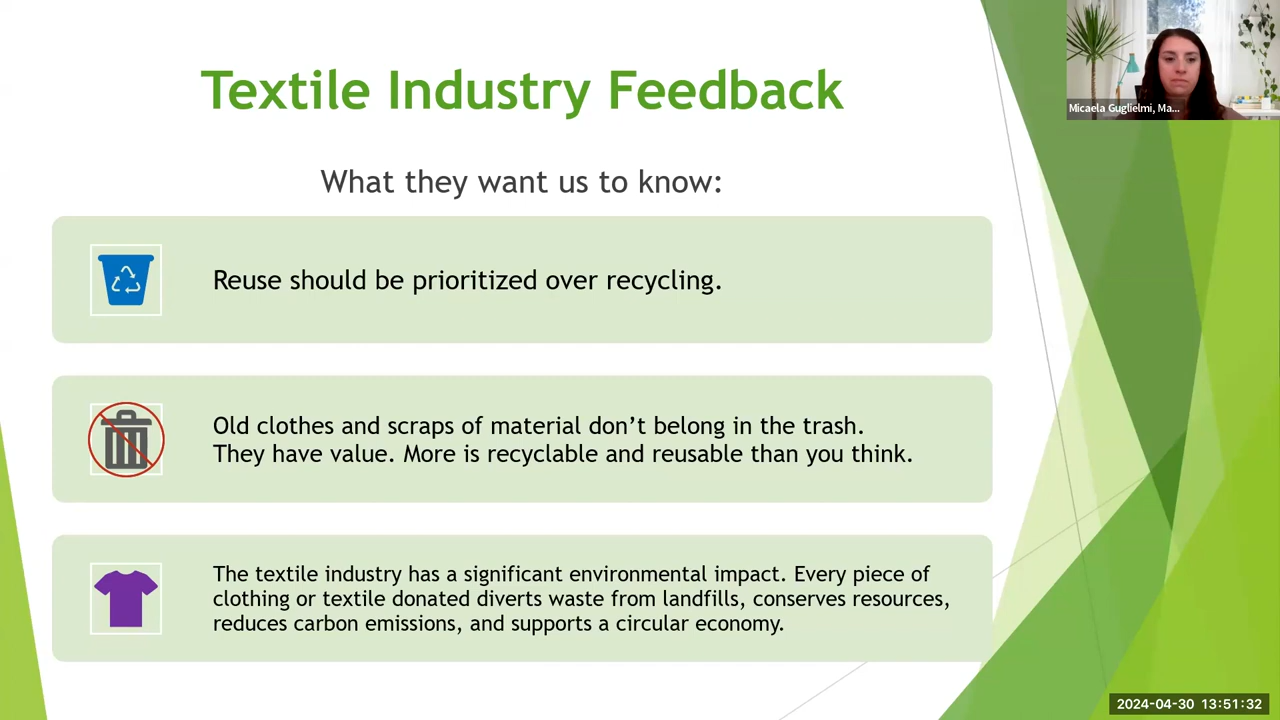 Textile Industry Feedback
Micaela Guglielmi, Ma...
What they want us to know:
Reuse should be prioritized over recycling.
Old clothes and scraps of material don’t belong in the trash.
They have value. More is recyclable and reusable than you think.
The textile industry has a significant environmental impact. Every piece of
clothing or textile donated diverts waste from landfills, conserves resources,
reduces carbon emissions, and supports a circular economy.
2024-04-30 13:51:32